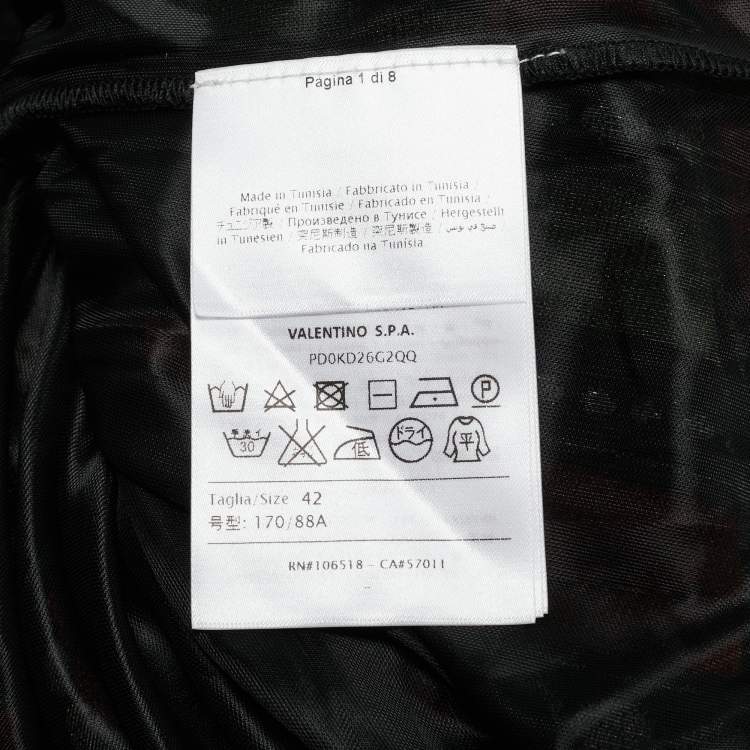 Pagina 1 di 8
Made in Tunisia / Fabbricato in Tunisia /
Fabriqué en Tunisie / Fabricado en Tunisia /
チュニジア製 / Произведено в Тунисе / Hergestellt
in Tunesien / 突尼斯制造 / 突尼斯製造 / صنع في تونس
Fabricado na Tunísia
VALENTINO S.P.A.
PD0KD26G2QQ
P
手洗イ 30 低 ドライ 平
Taglia/Size 42
号型: 170/88A
RN#106518 – CA#57011